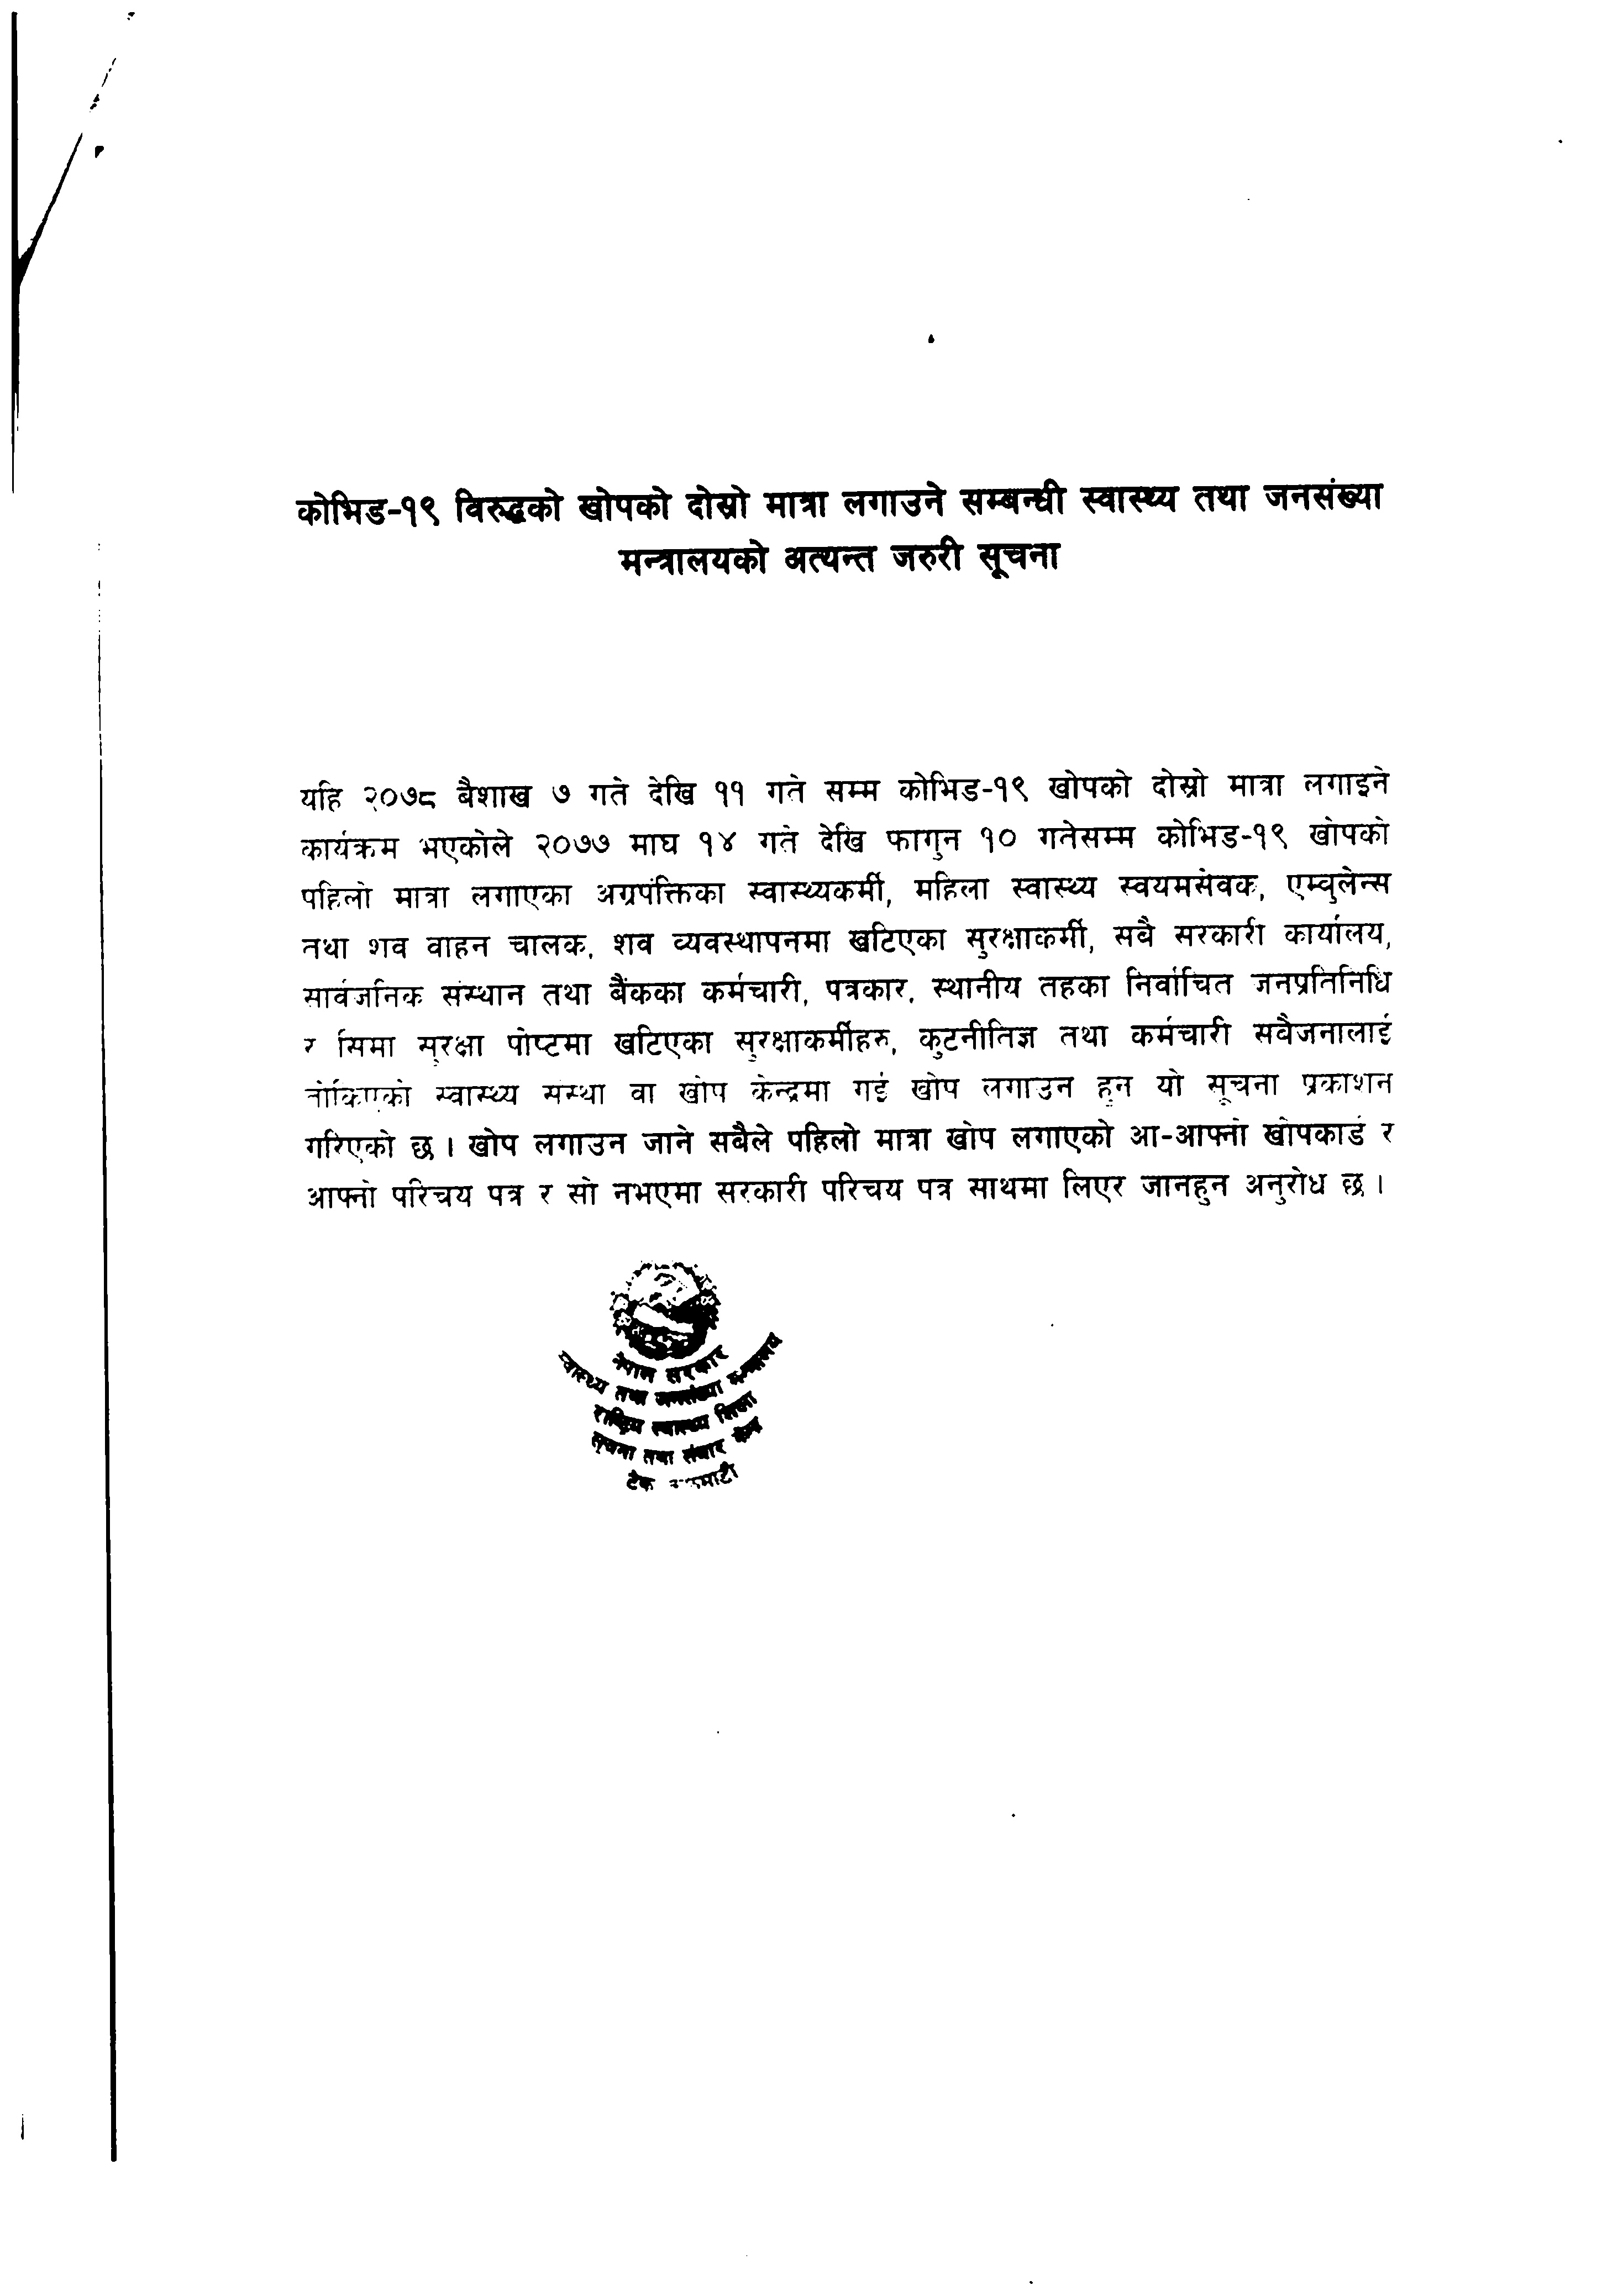 कोभिड-१९ विरुद्धको खोपको दोस्रो मात्रा लगाउने सम्बन्धी स्वास्थ्य तथा जनसंख्या
मन्त्रालयको अत्यन्त जरुरी सूचना
यहि २०७८ बैशाख ७ गते देखि ११ गते सम्म कोभिड-१९ खोपको दोस्रो मात्रा लगाइने
कार्यक्रम भएकोले २०७७ माघ १४ गते देखि फागुन १० गतेसम्म कोभिड-१९ खोपको
पहिलो मात्रा लगाएका अग्रपंक्तिका स्वास्थ्यकर्मी, महिला स्वास्थ्य स्वयमसेवक, एम्वुलेन्स
तथा शव वाहन चालक, शव व्यवस्थापनमा खटिएका सुरक्षाकर्मी, सबै सरकारी कार्यालय,
सार्वजनिक संस्थान तथा बैंकका कर्मचारी, पत्रकार, स्थानीय तहका निर्वाचित जनप्रतिनिधि
र सिमा सुरक्षा पोष्टमा खटिएका सुरक्षाकर्मीहरु, कुटनीतिज्ञ तथा कर्मचारी सवैजनालाई
तोकिएको स्वास्थ्य संस्था वा खोप केन्द्रमा गई खोप लगाउन हुन यो सूचना प्रकाशन
गरिएको छ । खोप लगाउन जाने सबैले पहिलो मात्रा खोप लगाएको आ-आफ्नो खोपकार्ड र
आफ्नो परिचय पत्र र सो नभएमा सरकारी परिचय पत्र साथमा लिएर जानहुन अनुरोध छ ।
नेपाल सरकार
स्वास्थ्य तथा जनसंख्या मन्त्रालय
राष्ट्रिय स्वास्थ्य शिक्षा
सूचना तथा संचार केन्द्र
टेकु